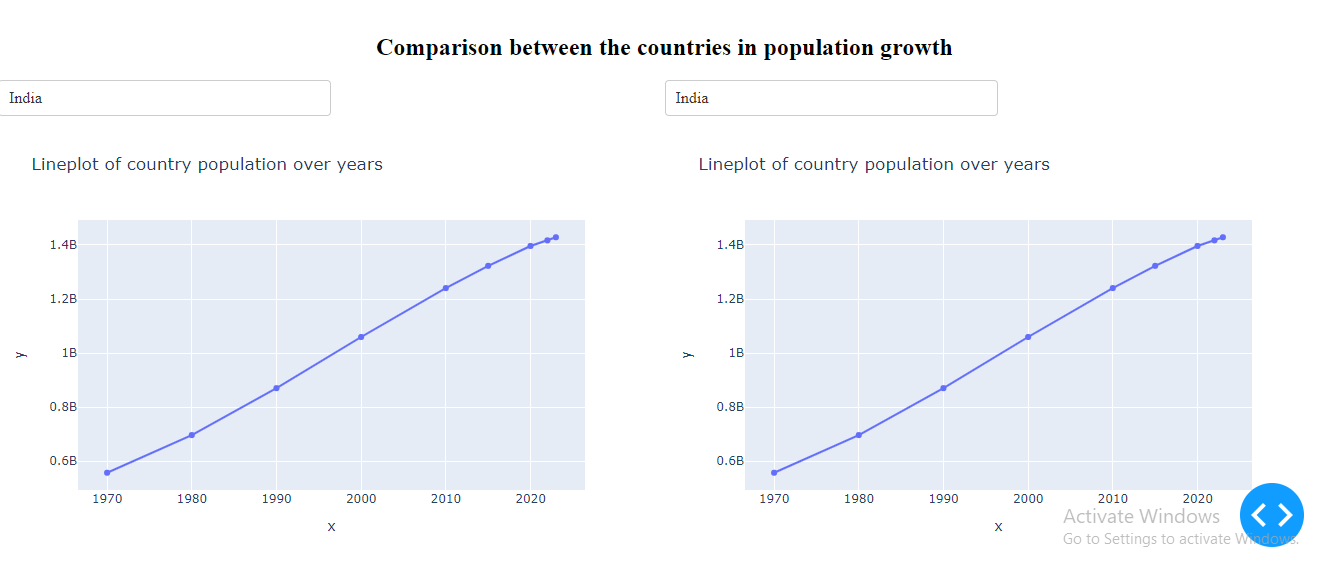 Comparison between the countries in population growth
India
India
Lineplot of country population over years
Lineplot of country population over years
1.4B
1.2B
1B
0.8B
0.6B
y
1970 1980 1990 2000 2010 2020
x
1.4B
1.2B
1B
0.8B
0.6B
y
1970 1980 1990 2000 2010 2020
x
Activate Windows
Go to Settings to activate Windows.